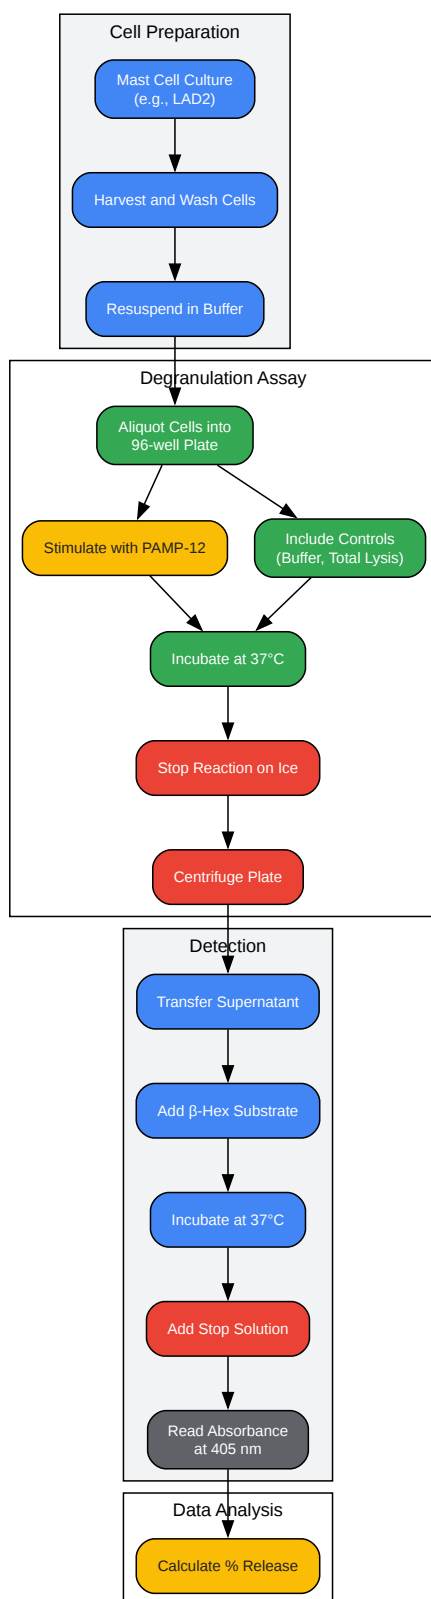 Cell Preparation
Mast Cell Culture
(e.g., LAD2)
Harvest and Wash Cells
Resuspend in Buffer
Degranulation Assay
Aliquot Cells into
96-well Plate
Stimulate with PAMP-12
Include Controls
(Buffer, Total Lysis)
Incubate at 37°C
Stop Reaction on Ice
Centrifuge Plate
Detection
Transfer Supernatant
Add β-Hex Substrate
Incubate at 37°C
Add Stop Solution
Read Absorbance
at 405 nm
Data Analysis
Calculate % Release